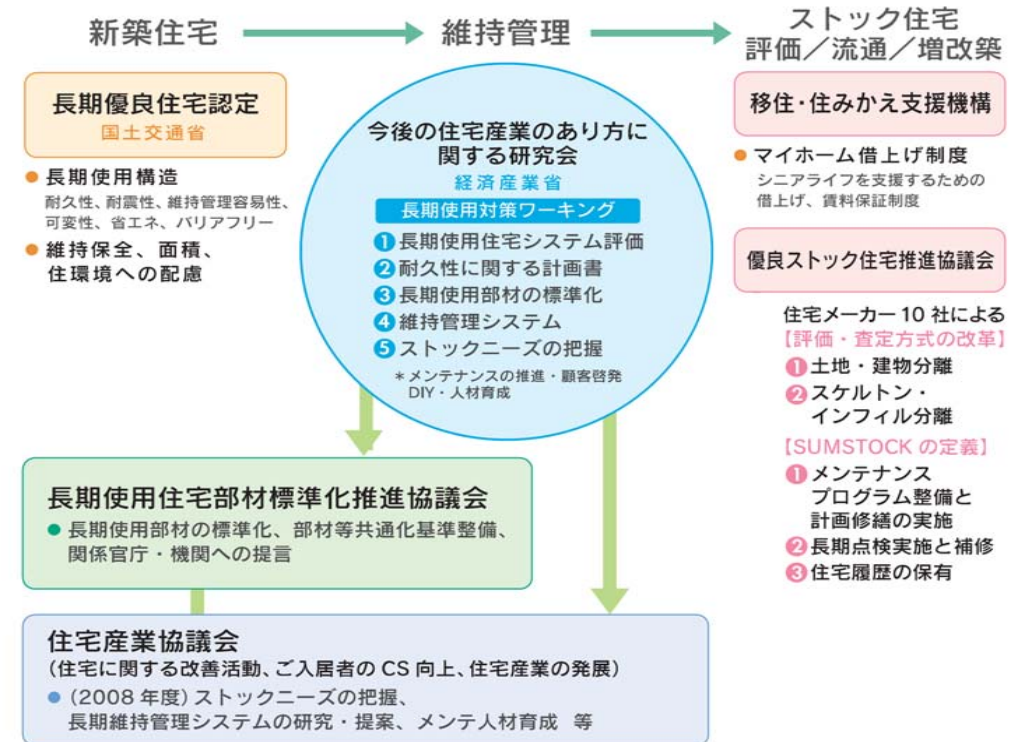 新築住宅
維持管理
ストック住宅
評価／流通／増改築
長期優良住宅認定
国土交通省
● 長期使用構造
耐久性、耐震性、維持管理容易性、
可変性、省エネ、バリアフリー
● 維持保全、面積、
住環境への配慮
今後の住宅産業のあり方に
関する研究会
経済産業省
長期使用対策ワーキング
❶長期使用住宅システム評価
❷耐久性に関する計画書
❸長期使用部材の標準化
❹維持管理システム
❺ストックニーズの把握
＊メンテナンスの推進・顧客啓発
DIY・人材育成
移住・住みかえ支援機構
● マイホーム借上げ制度
シニアライフを支援するための
借上げ、賃料保証制度
優良ストック住宅推進協議会
住宅メーカー 10 社による
【評価・査定方式の改革】
❶土地・建物分離
❷スケルトン・
インフィル分離
【SUMSTOCK の定義】
❶メンテナンス
プログラム整備と
計画修繕の実施
❷長期点検実施と補修
❸住宅履歴の保有
長期使用住宅部材標準化推進協議会
● 長期使用部材の標準化、部材等共通化基準整備、
関係官庁・機関への提言
住宅産業協議会
（住宅に関する改善活動、ご入居者の CS 向上、住宅産業の発展）
● （2008 年度）ストックニーズの把握、
長期維持管理システムの研究・提案、メンテ人材育成 等